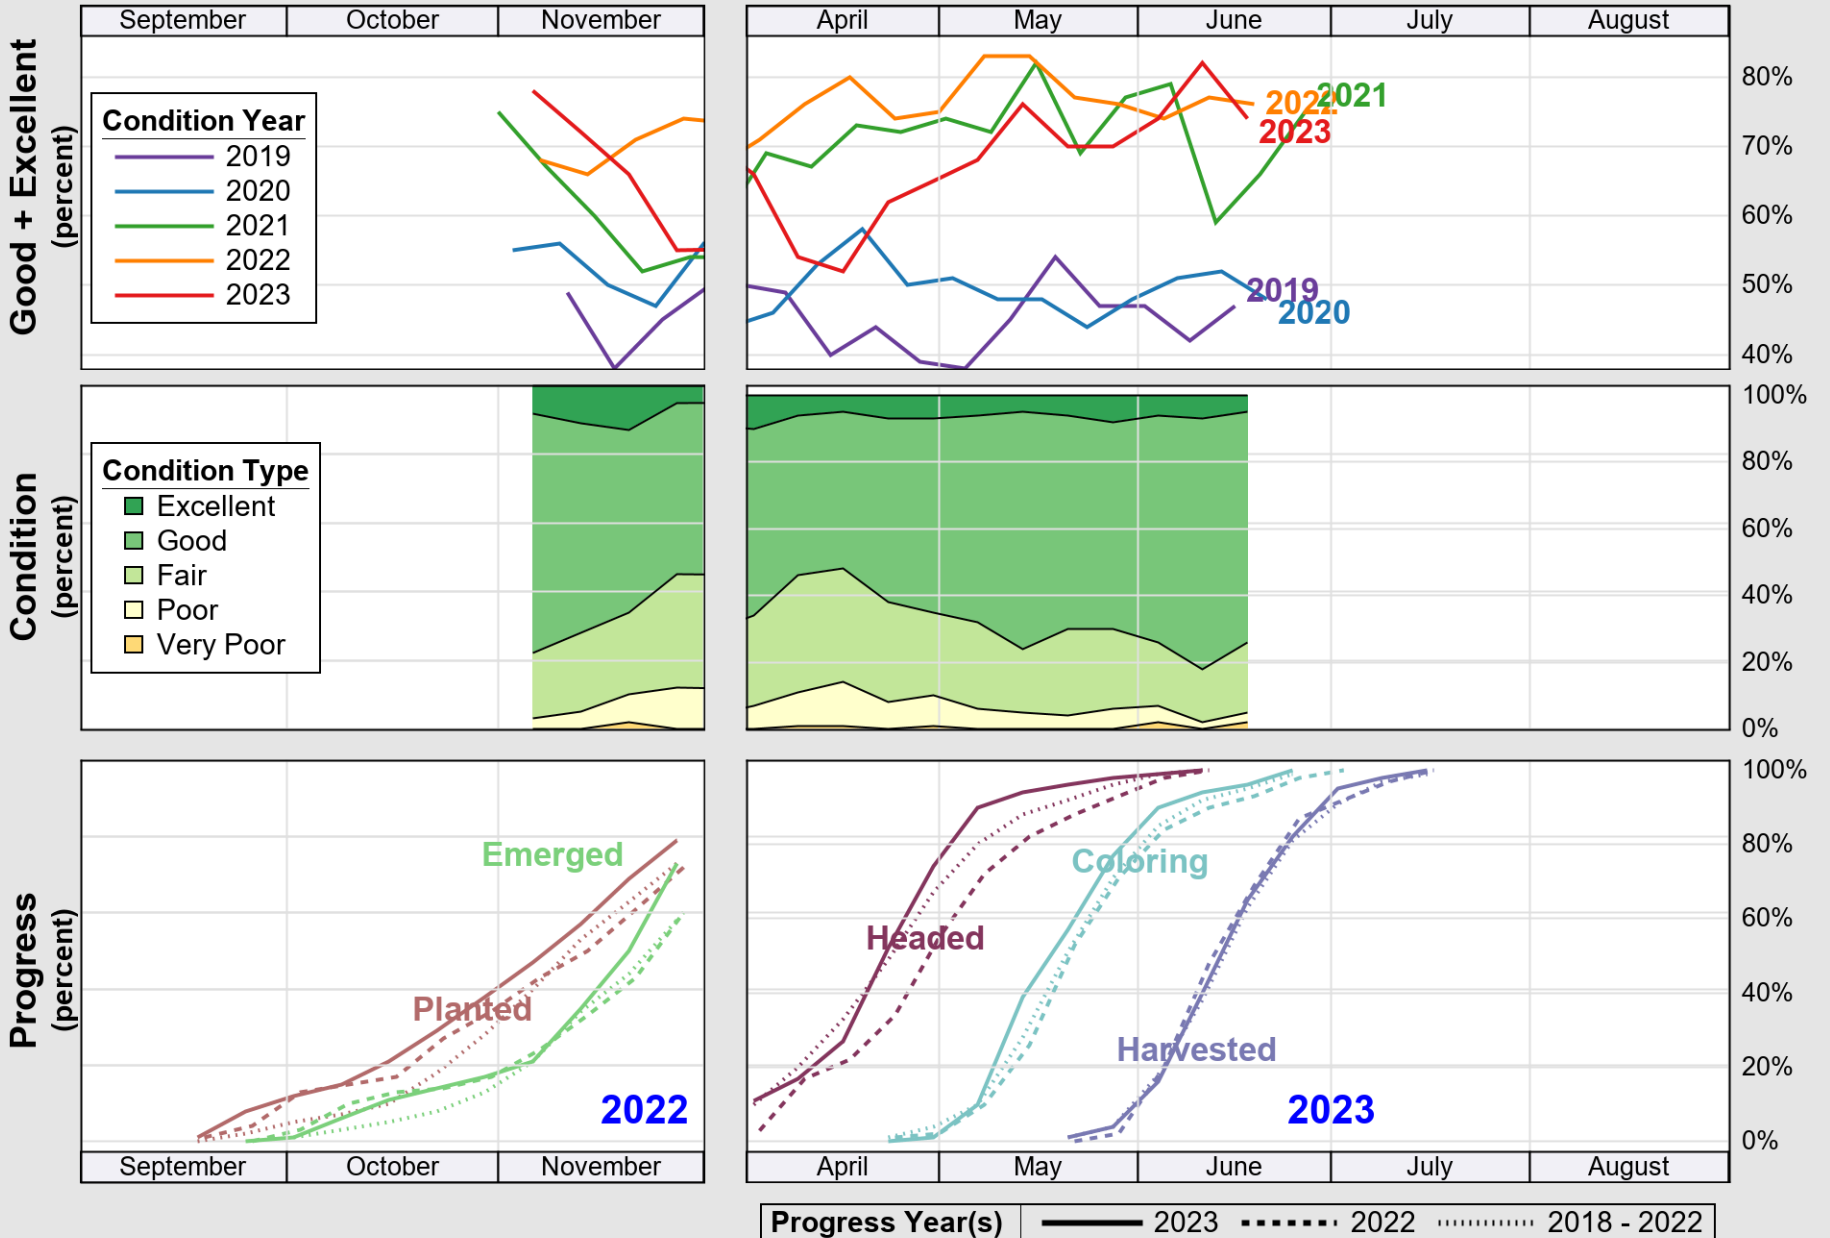 September October November April May June July August
Good + Excellent
(percent)
Condition Year
2019
2020
2021
2022
2023
2022
2021
2023
2019
2020
80%
70%
60%
50%
40%
Condition
(percent)
Condition Type
Excellent
Good
Fair
Poor
Very Poor
100%
80%
60%
40%
20%
0%
Progress
(percent)
Emerged
Planted
2022
Headed
Coloring
Harvested
2023
100%
80%
60%
40%
20%
0%
September October November April May June July August
Progress Year(s) 2023 2022 2018 - 2022